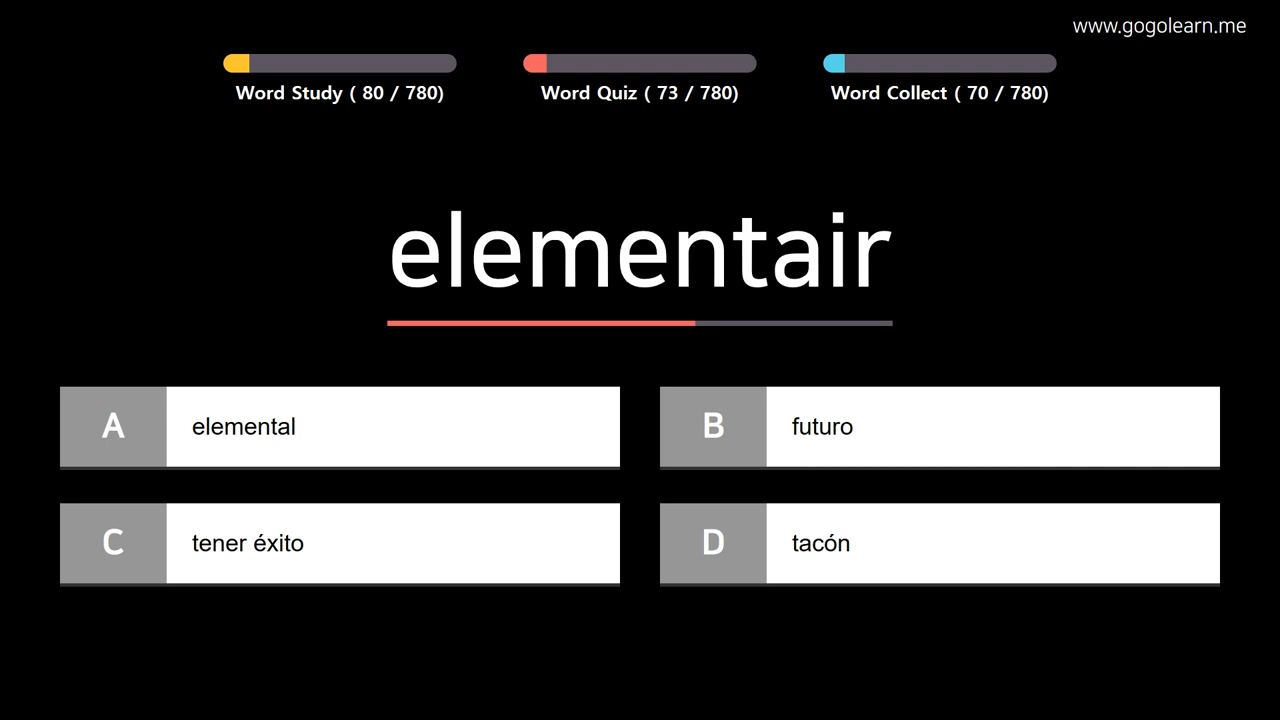 www.gogolearn.me
Word Study ( 80 / 780)
Word Quiz ( 73 / 780)
Word Collect ( 70 / 780)
elementair
A elemental
B futuro
C tener éxito
D tacón